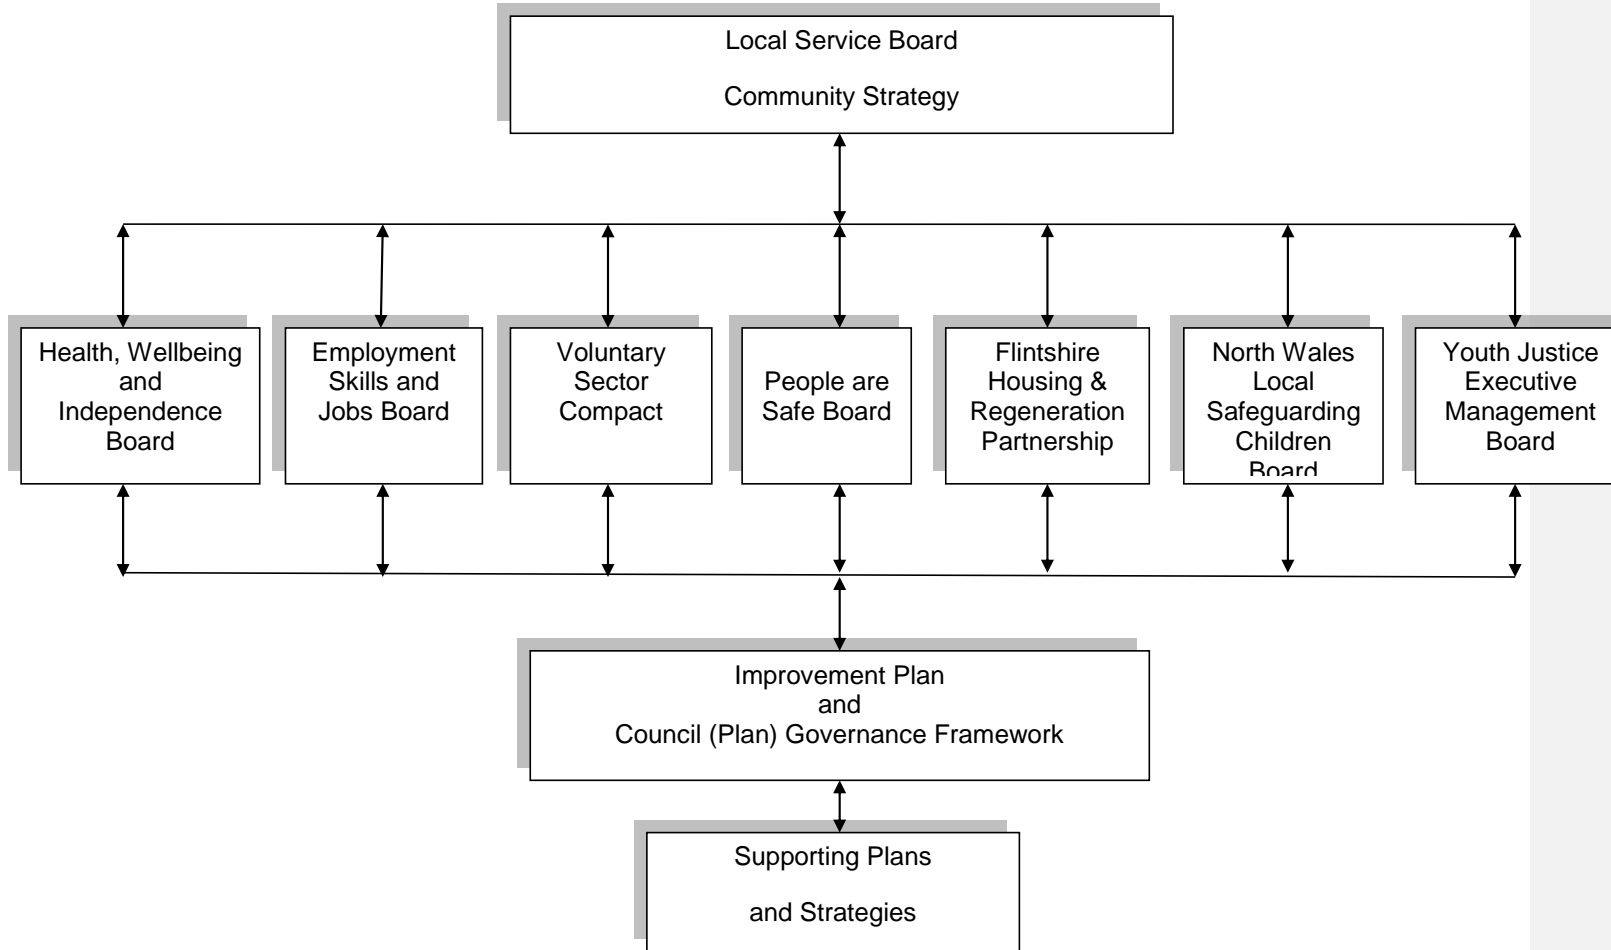 Local Service Board
Community Strategy
Health, Wellbeing
and
Independence
Board
Employment
Skills and
Jobs Board
Voluntary
Sector
Compact
People are
Safe Board
Flintshire
Housing &
Regeneration
Partnership
North Wales
Local
Safeguarding
Children
Board
Youth Justice
Executive
Management
Board
Improvement Plan
and
Council (Plan) Governance Framework
Supporting Plans
and Strategies